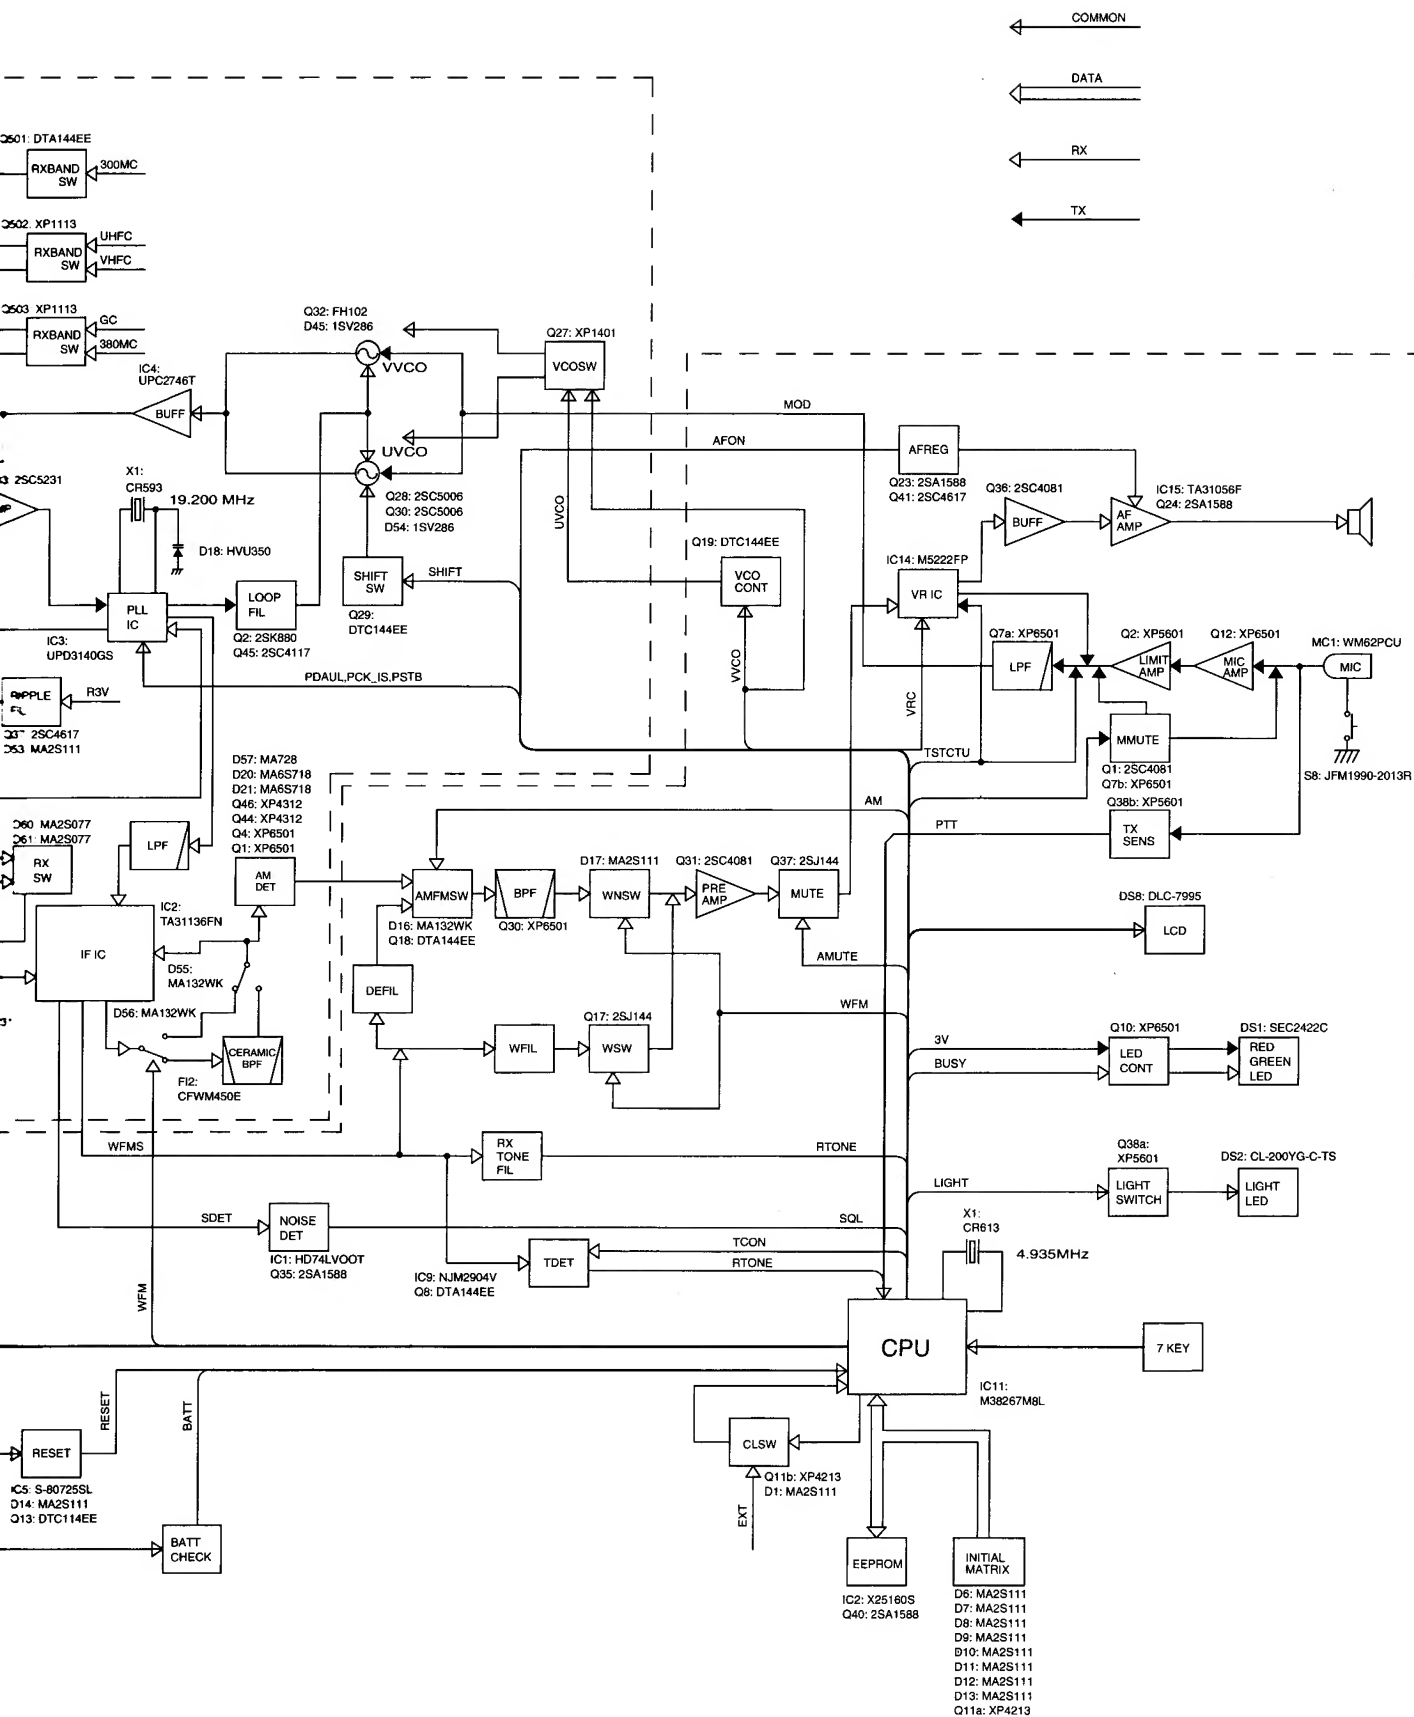 COMMON
DATA
RX
TX
Q501: DTA144EE
RXBAND
SW
300MC
Q502. XP1113
RXBAND
SW
UHFC
VHFC
Q503 XP1113
RXBAND
SW
GC
380MC
IC4:
UPC2746T
BUFF
Q32: FH102
D45: 1SV286
VVCO
UVCO
Q28: 2SC5006
Q30: 2SC5006
D54: 1SV286
Q27: XP1401
VCOSW
MOD
AFON
AFREG
Q23: 2SA1588
Q41: 2SC4617
Q36: 2SC4081
BUFF
IC15: TA31056F
Q24: 2SA1588
AF
AMP
2SC5231
X1:
CR593
19.200 MHz
D18: HVU350
PLL
IC
IC3:
UPD3140GS
LOOP
FIL
Q2: 2SK880
Q45: 2SC4117
SHIFT
SW
Q29:
DTC144EE
SHIFT
UVCO
Q19: DTC144EE
VCO
CONT
VVCO
IC14: M5222FP
VR IC
VRC
Q7a: XP6501
LPF
Q2: XP5601
LIMIT
AMP
Q12: XP6501
MIC
AMP
MC1: WM62PCU
MIC
S8: JFM1990-2013R
PDAUL,PCK_IS,PSTB
RIPPLE
FIL
R3V
2SC4617
D53 MA2S111
TSTCTU
MMUTE
Q1: 2SC4081
Q7b: XP6501
Q38b: XP5601
TX
SENS
PTT
AM
D57: MA728
D20: MA6S718
D21: MA6S718
Q46: XP4312
Q44: XP4312
Q4: XP6501
Q1: XP6501
AM
DET
D60 MA2S077
D61: MA2S077
RX
SW
LPF
IC2:
TA31136FN
IF IC
D55:
MA132WK
D56: MA132WK
CERAMIC
BPF
FI2:
CFWM450E
AMFMSW
D16: MA132WK
Q18: DTA144EE
BPF
Q30: XP6501
D17: MA2S111
WNSW
Q31: 2SC4081
PRE
AMP
Q37: 2SJ144
MUTE
AMUTE
DEFIL
WFIL
Q17: 2SJ144
WSW
WFM
DS8: DLC-7995
LCD
3V
BUSY
Q10: XP6501
LED
CONT
DS1: SEC2422C
RED
GREEN
LED
WFMS
RX
TONE
FIL
RTONE
LIGHT
Q38a:
XP5601
LIGHT
SWITCH
DS2: CL-200YG-C-TS
LIGHT
LED
SDET
NOISE
DET
IC1: HD74LVOOT
Q35: 2SA1588
SQL
TCON
RTONE
TDET
IC9: NJM2904V
Q8: DTA144EE
X1:
CR613
4.935MHz
WFM
CPU
IC11:
M38267M8L
7 KEY
RESET
BATT
RESET
IC5: S-80725SL
D14: MA2S111
Q13: DTC114EE
BATT
CHECK
CLSW
Q11b: XP4213
D1: MA2S111
EXT
EEPROM
IC2: X25160S
Q40: 2SA1588
INITIAL
MATRIX
D6: MA2S111
D7: MA2S111
D8: MA2S111
D9: MA2S111
D10: MA2S111
D11: MA2S111
D12: MA2S111
D13: MA2S111
Q11a: XP4213